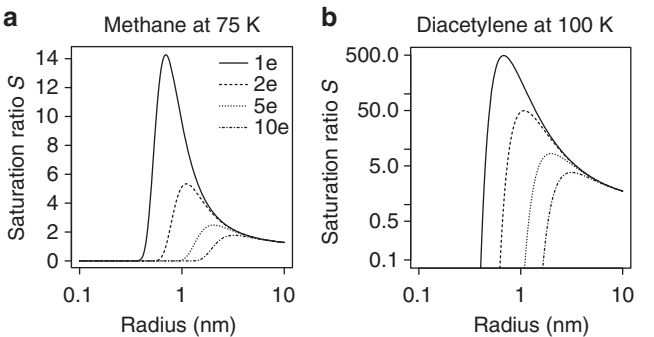 a
Methane at 75 K
Saturation ratio S
14
12
10
8
6
4
2
0
1e
2e
5e
10e
0.1
1
10
Radius (nm)
b
Diacetylene at 100 K
Saturation ratio S
500.0
50.0
5.0
0.5
0.1
0.1
1
10
Radius (nm)